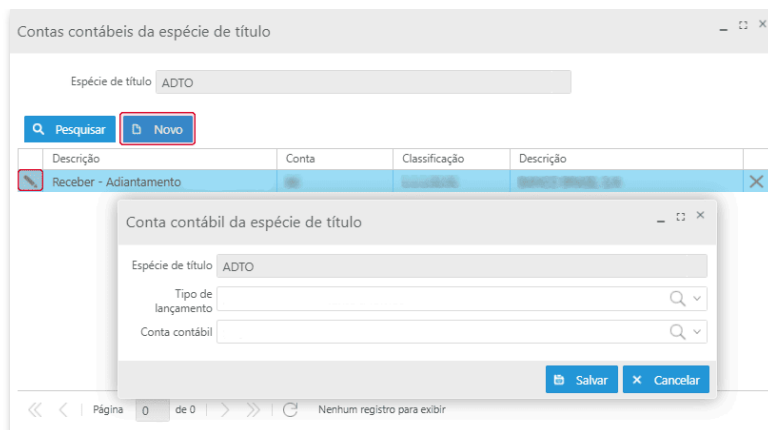 Contas contábeis da espécie de título
Espécie de título ADTO
Pesquisar Novo
Descrição Conta Classificação Descrição
Receber - Adiantamento
Conta contábil da espécie de título
Espécie de título ADTO
Tipo de
lançamento
Conta contábil
Salvar Cancelar
Página 0 de 0 Nenhum registro para exibir